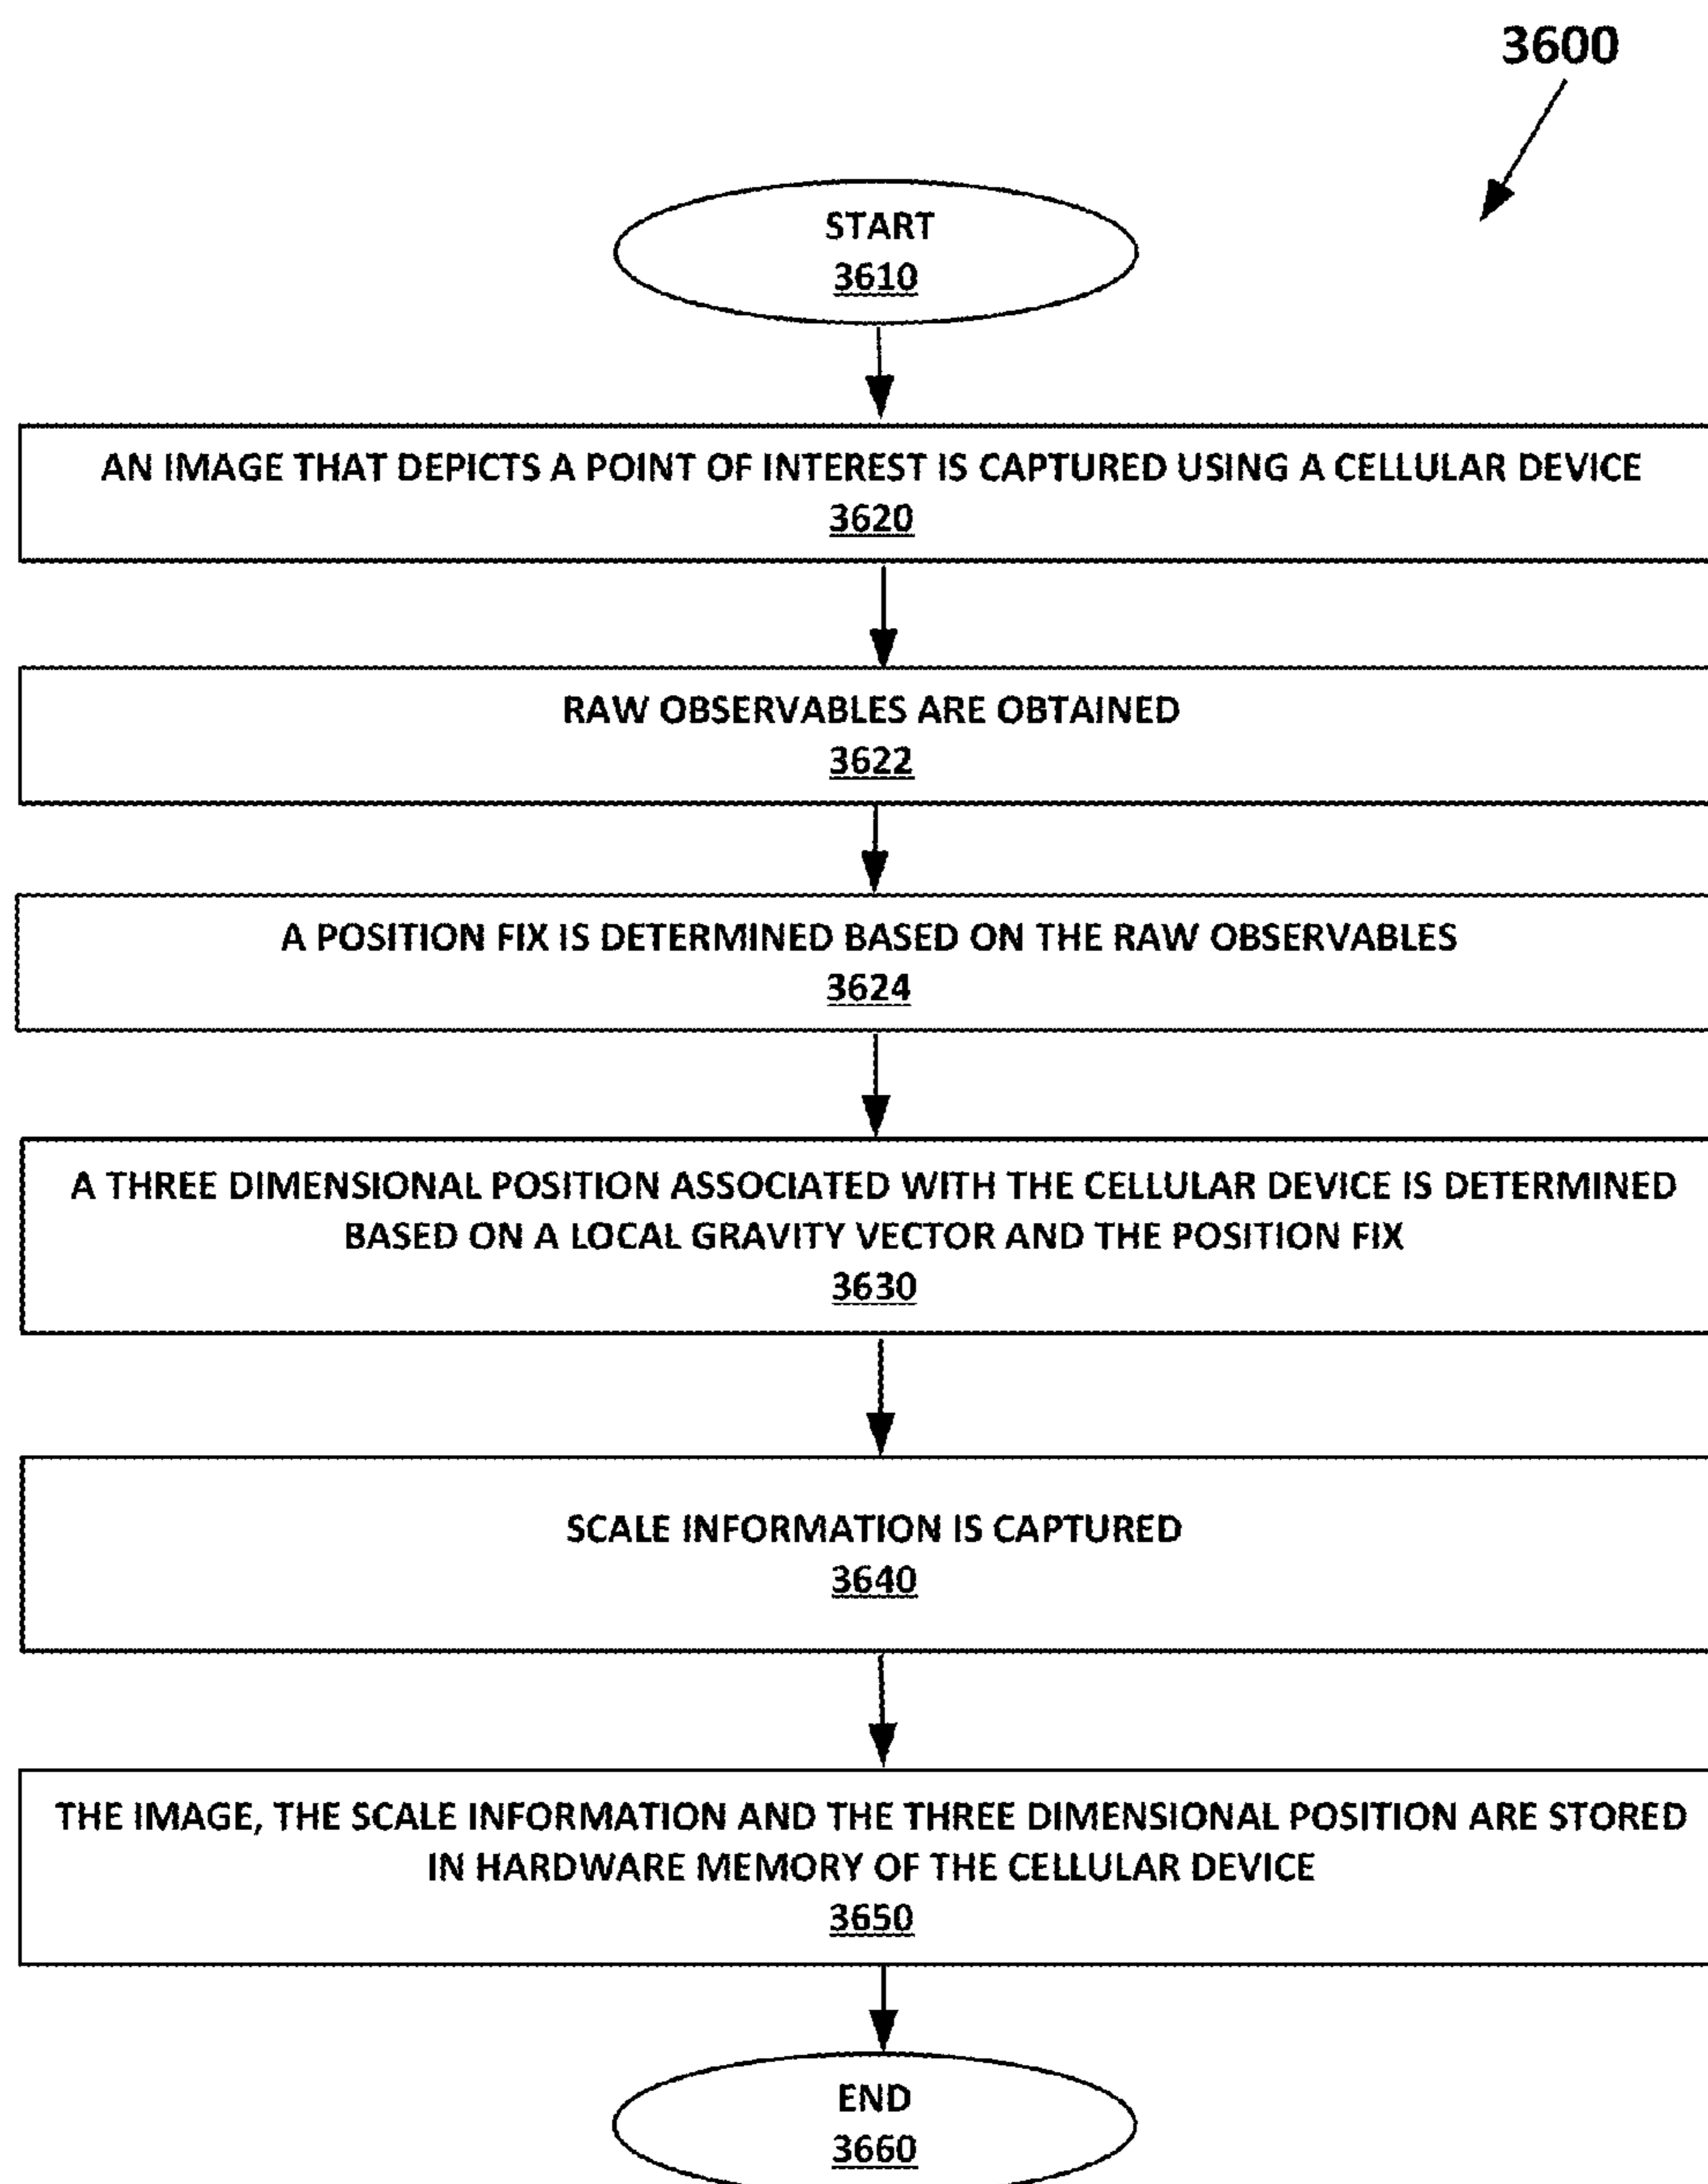 3600
START
3610
AN IMAGE THAT DEPICTS A POINT OF INTEREST IS CAPTURED USING A CELLULAR DEVICE
3620
RAW OBSERVABLES ARE OBTAINED
3622
A POSITION FIX IS DETERMINED BASED ON THE RAW OBSERVABLES
3624
A THREE DIMENSIONAL POSITION ASSOCIATED WITH THE CELLULAR DEVICE IS DETERMINED
BASED ON A LOCAL GRAVITY VECTOR AND THE POSITION FIX
3630
SCALE INFORMATION IS CAPTURED
3640
THE IMAGE, THE SCALE INFORMATION AND THE THREE DIMENSIONAL POSITION ARE STORED
IN HARDWARE MEMORY OF THE CELLULAR DEVICE
3650
END
3660